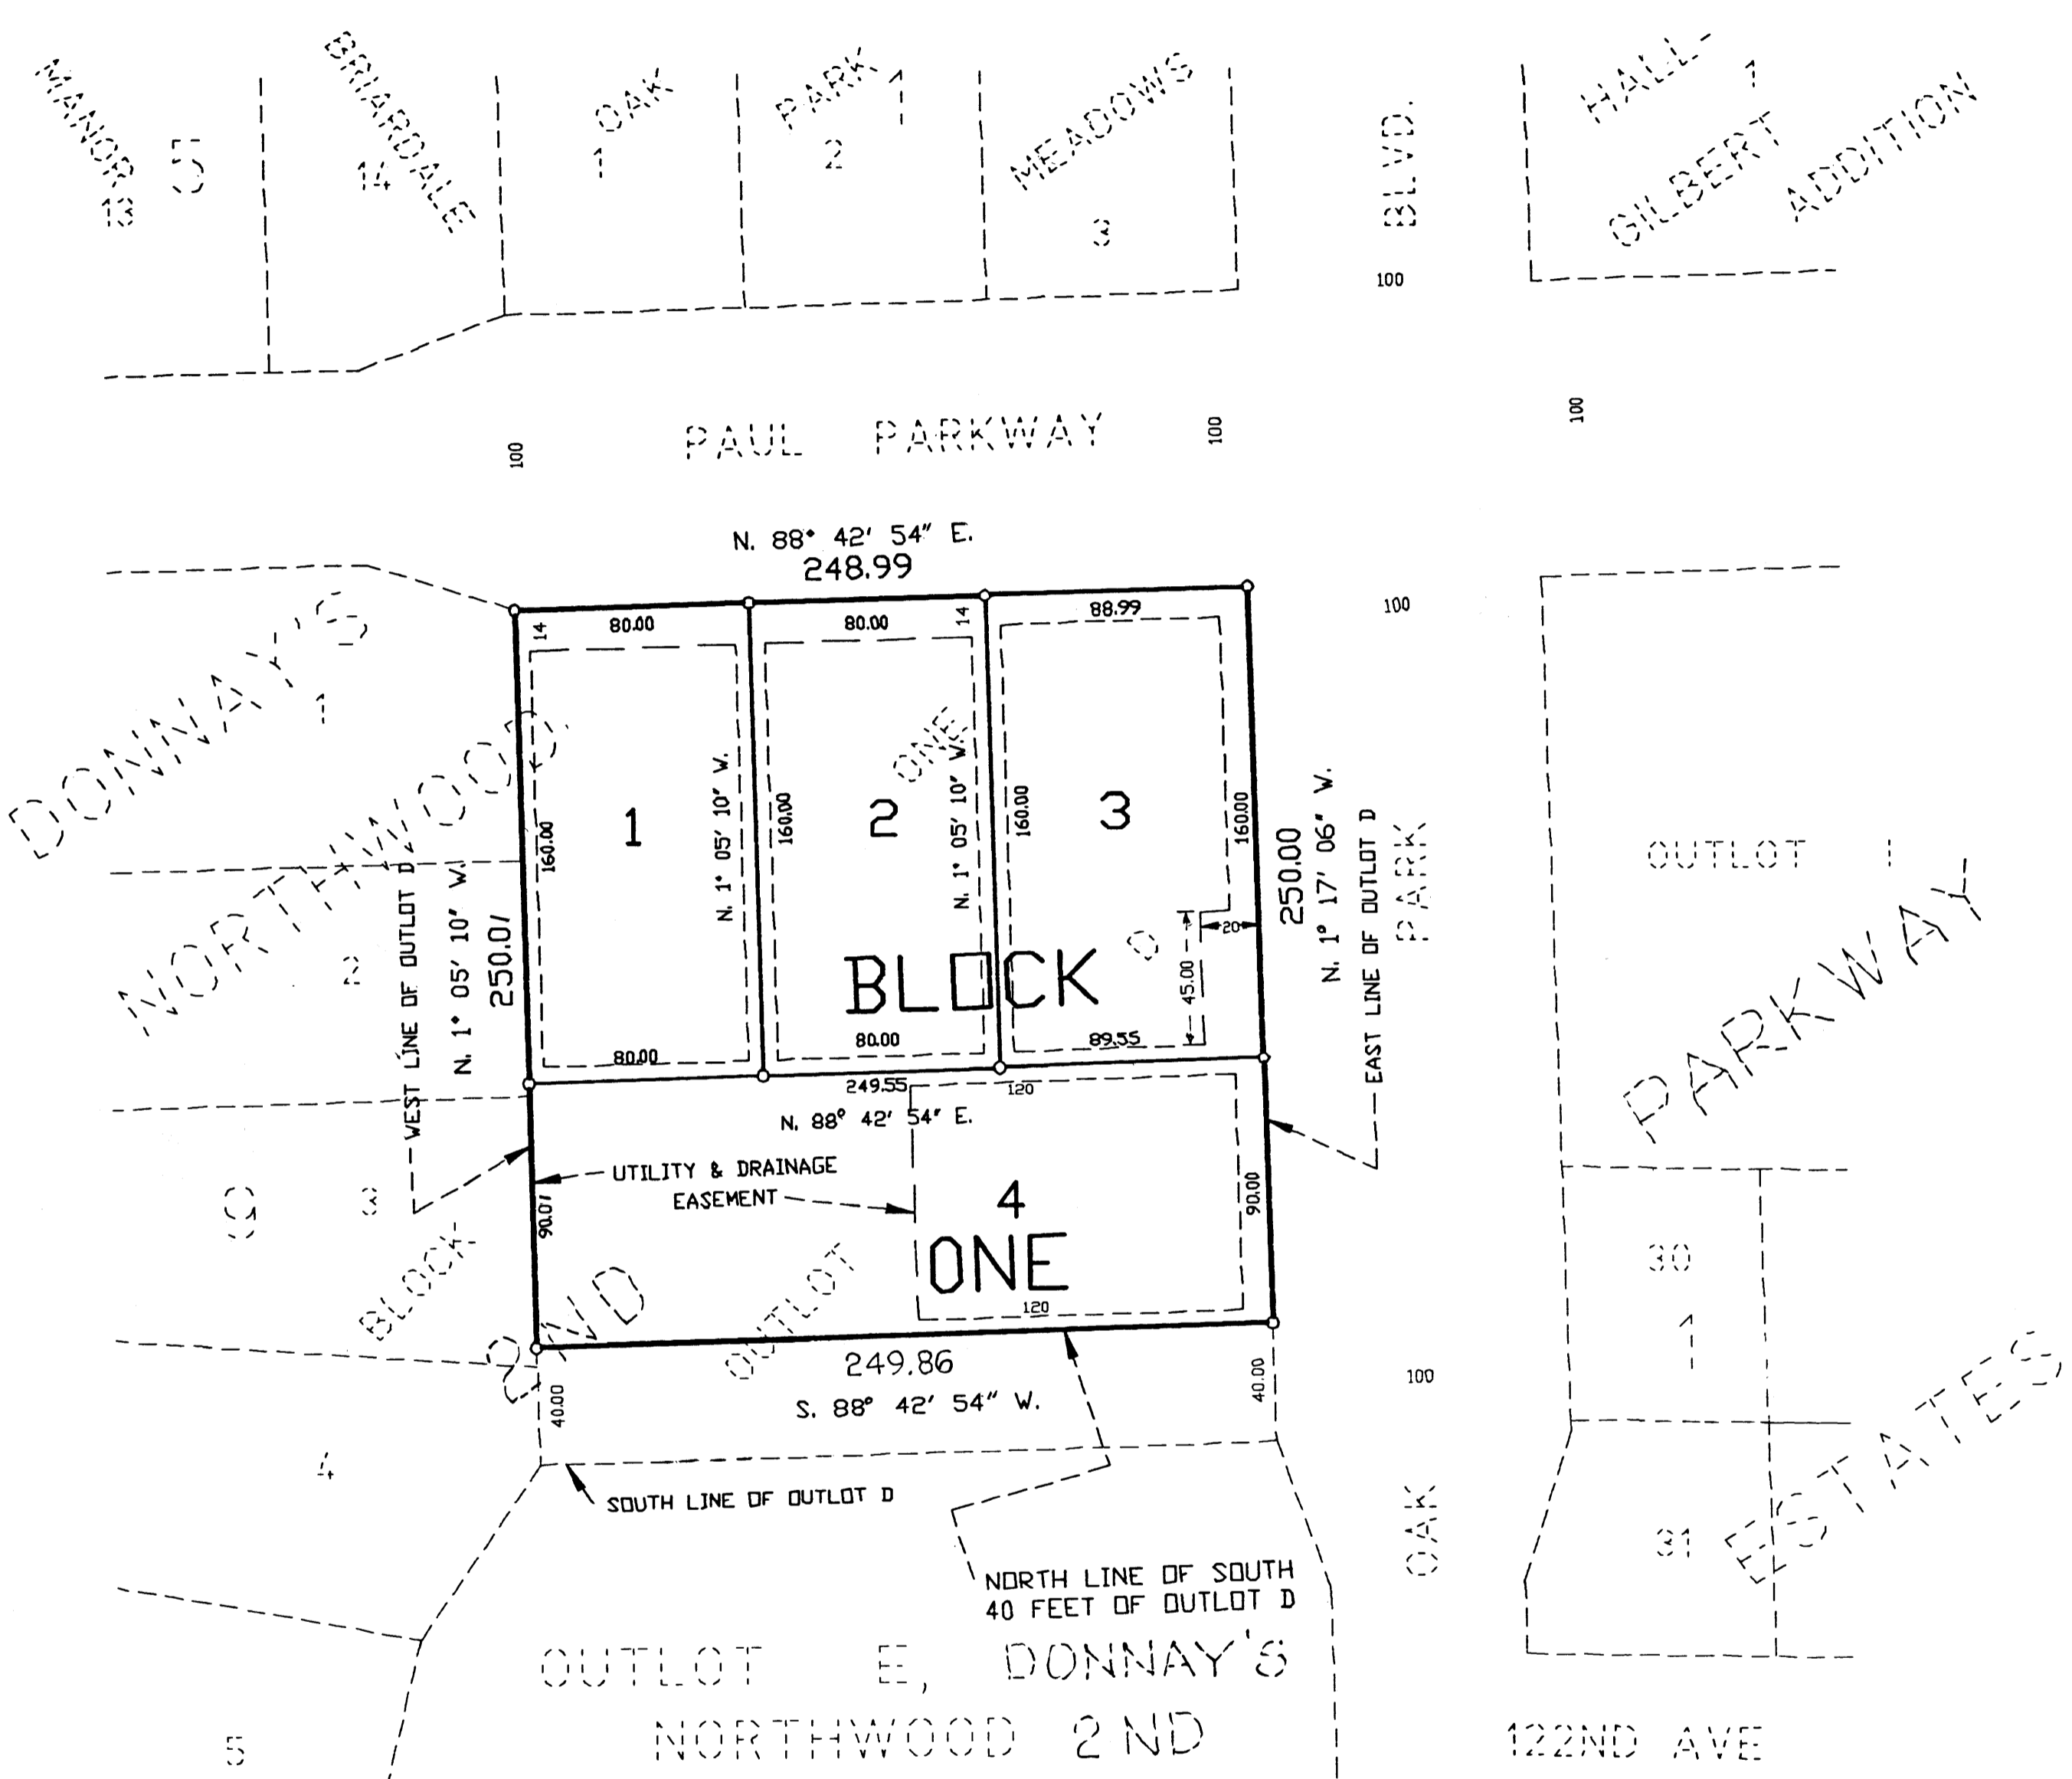 MANOR
13
5
BRIARDALE
14
OAK
1
PARK
1
2
MEADOWS
3
BLVD.
100
HALL-
1
GILBERT
ADDITION
100
PAUL PARKWAY
100
100
N. 88° 42' 54" E.
248.99
14
80.00
80.00
14
88.99
100
DONNAY'S
1
NORTHWOOD
2
WEST LINE OF OUTLOT D
N. 1° 05' 10" W.
250.01
160.00
1
N. 1° 05' 10" W.
160.00
2
ONE
N. 1° 05' 10" W.
160.00
3
160.00
250.00
N. 1° 17' 06" W.
EAST LINE OF OUTLOT D
PARK
OUTLOT 1
PARKWAY
20
D
45.00
BLOCK
80.00
80.00
89.55
249.55
120
N. 88° 42' 54" E.
UTILITY & DRAINAGE
EASEMENT
4
ONE
90.01
90.00
3
BLOCK
2ND
OUTLOT
120
249.86
S. 88° 42' 54" W.
40.00
40.00
100
30
1
ESTATES
4
SOUTH LINE OF OUTLOT D
OAK
31
NORTH LINE OF SOUTH
40 FEET OF OUTLOT D
OUTLOT E, DONNAY'S
NORTHWOOD 2ND
5
122ND AVE